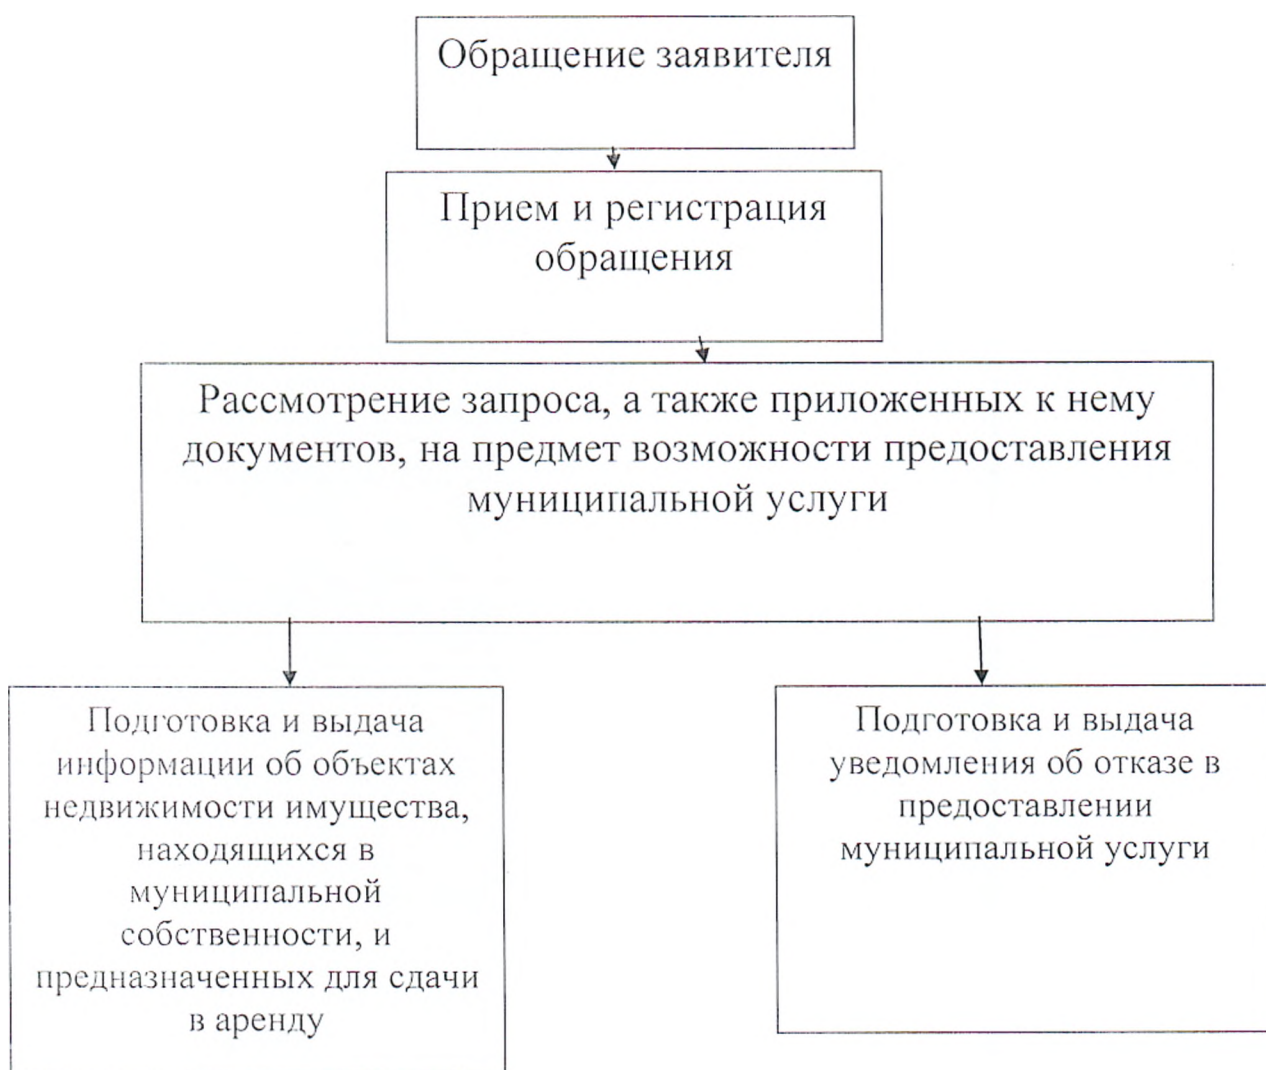 Обращение заявителя
Прием и регистрация
обращения
Рассмотрение запроса, а также приложенных к нему
документов, на предмет возможности предоставления
муниципальной услуги
Подготовка и выдача
информации об объектах
недвижимости имущества,
находящихся в
муниципальной
собственности, и
предназначенных для сдачи
в аренду
Подготовка и выдача
уведомления об отказе в
предоставлении
муниципальной услуги